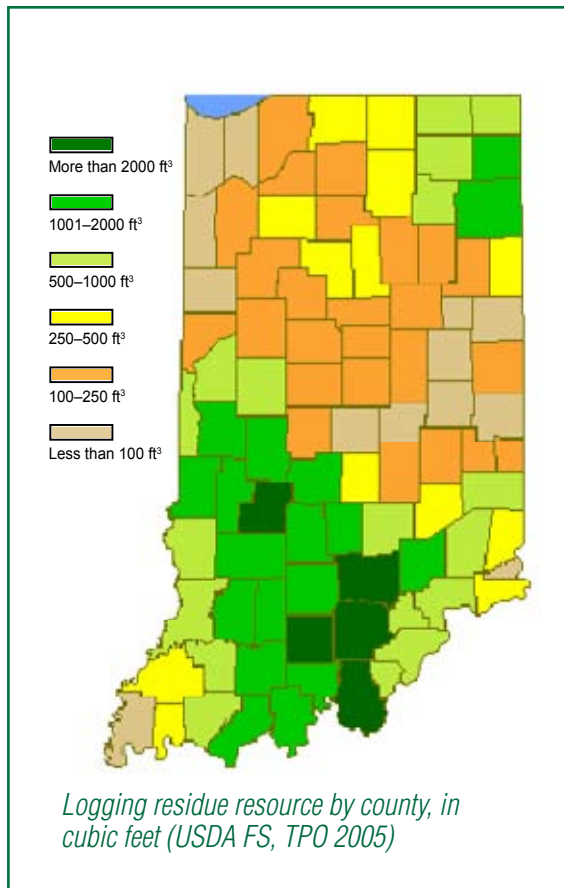 More than 2000 ft³
1001–2000 ft³
500–1000 ft³
250–500 ft³
100–250 ft³
Less than 100 ft³
Logging residue resource by county, in
cubic feet (USDA FS, TPO 2005)